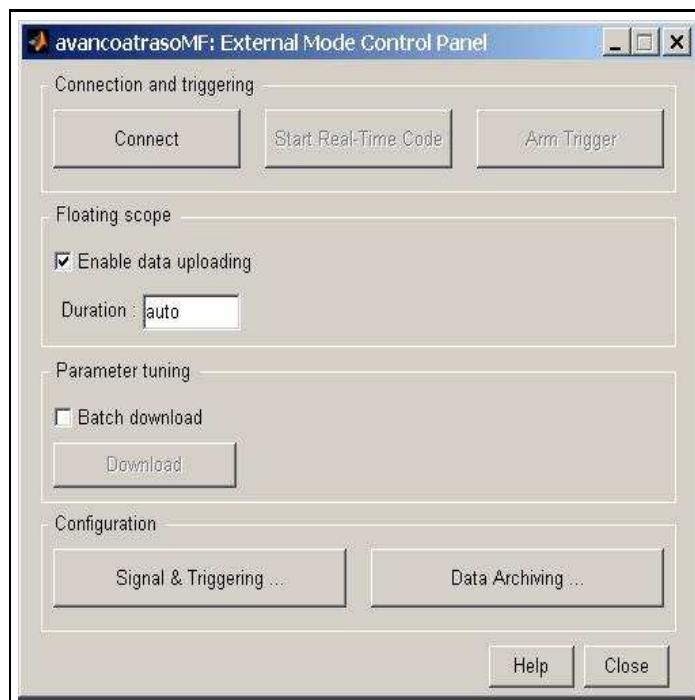 avancoatrasoMF: External Mode Control Panel
Connection and triggering
Connect
Start Real-Time Code
Arm Trigger
Floating scope
Enable data uploading
Duration : auto
Parameter tuning
Batch download
Download
Configuration
Signal & Triggering ...
Data Archiving ...
Help
Close